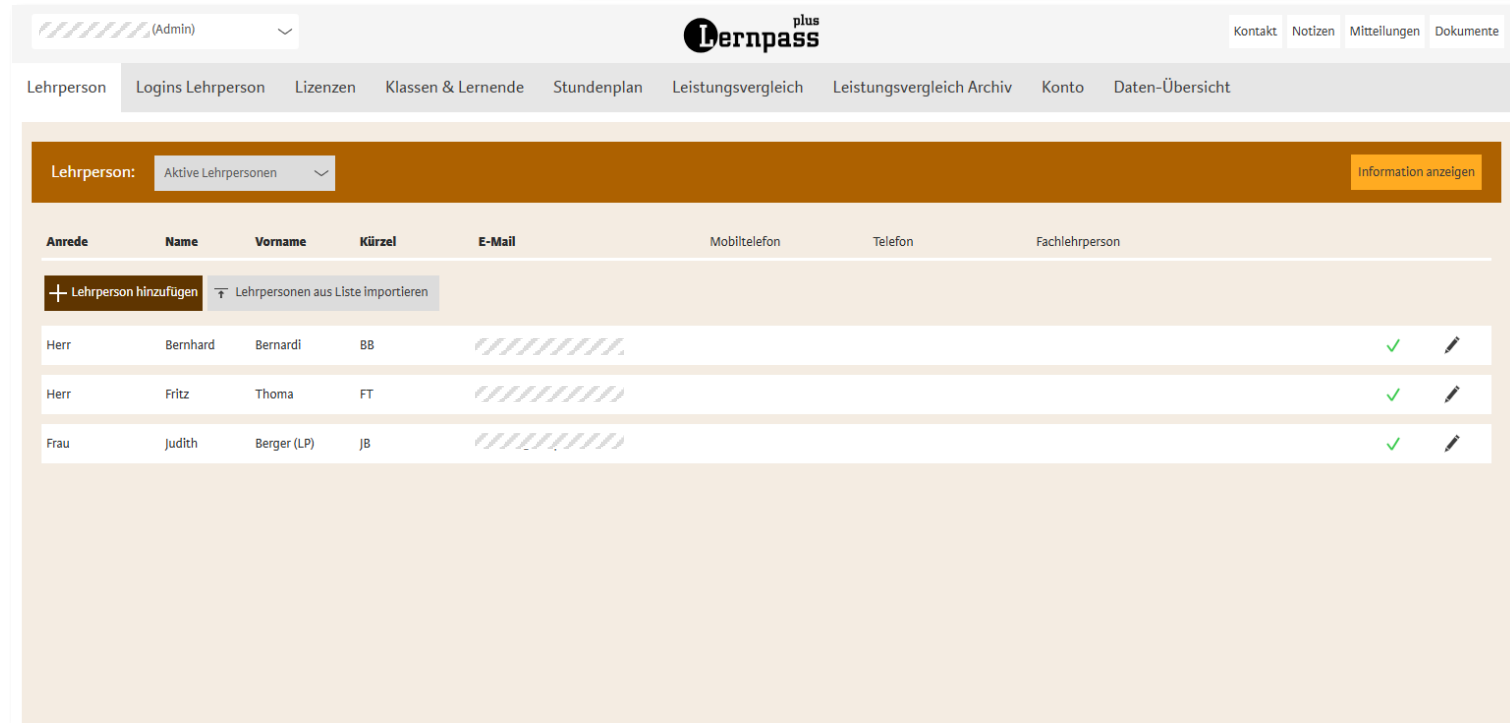 (Admin)
plus
Lernpass
Kontakt Notizen Mitteilungen Dokumente
Lehrperson Logins Lehrperson Lizenzen Klassen & Lernende Stundenplan Leistungsvergleich Leistungsvergleich Archiv Konto Daten-Übersicht
Lehrperson: Aktive Lehrpersonen Information anzeigen
Anrede Name Vorname Kürzel E-Mail Mobiltelefon Telefon Fachlehrperson
Lehrperson hinzufügen Lehrpersonen aus Liste importieren
Herr Bernhard Bernardi BB
Herr Fritz Thoma FT
Frau Judith Berger (LP) JB